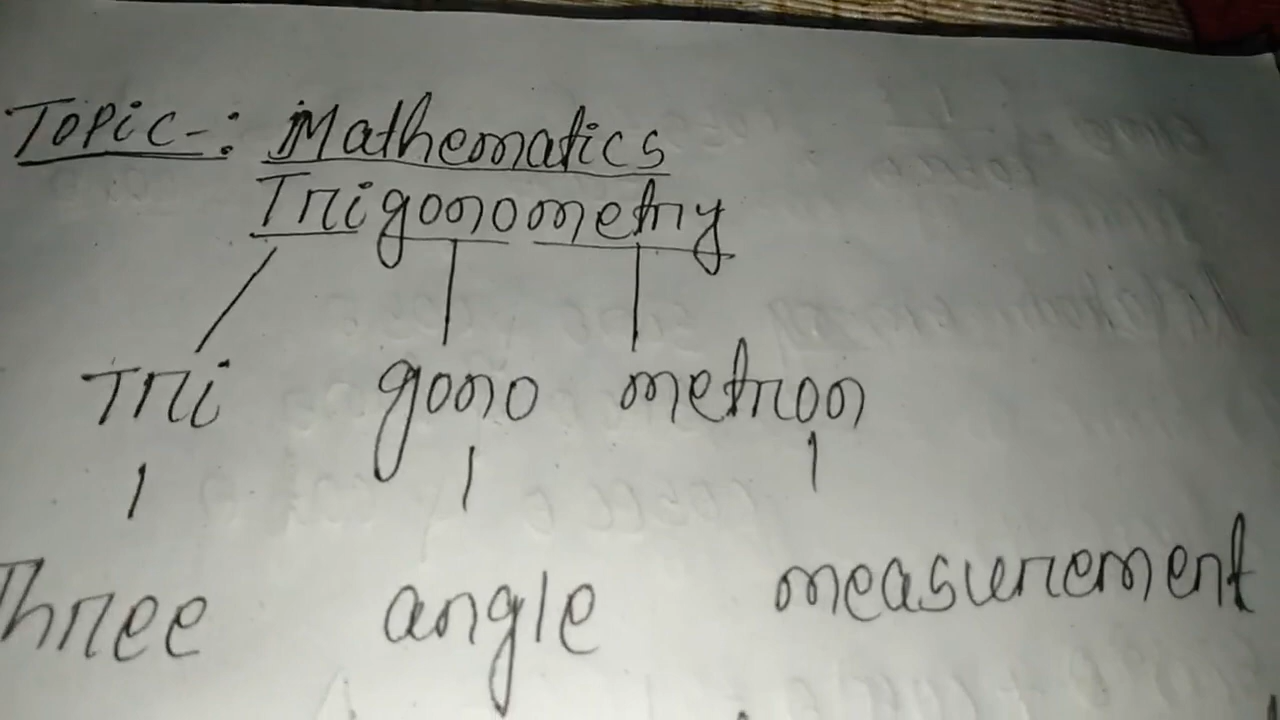 Topic-: Mathematics
Trigonometry
Tri gono metron
Three angle measurement